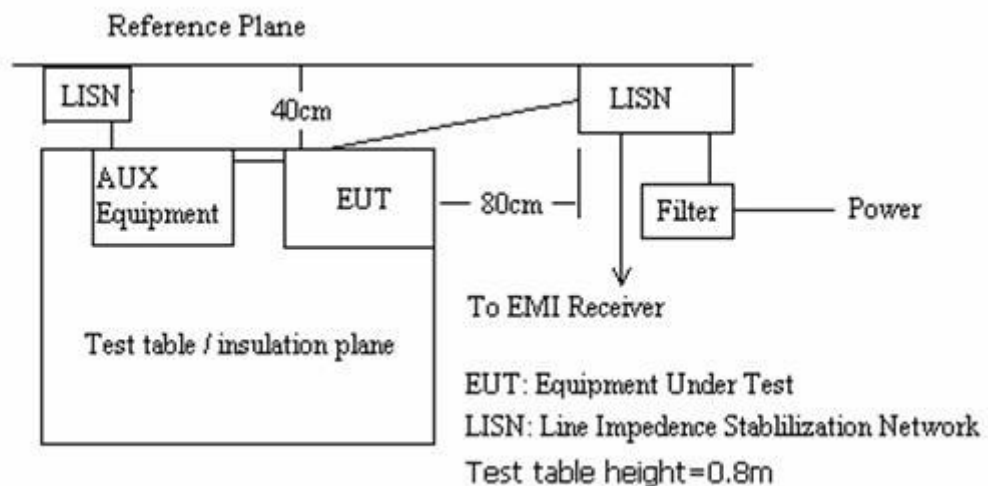 Reference Plane
LISN
40cm
LISN
AUX
Equipment
EUT
80cm
Filter
Power
To EMI Receiver
Test table / insulation plane
EUT: Equipment Under Test
LISN: Line Impedence Stablilization Network
Test table height=0.8m